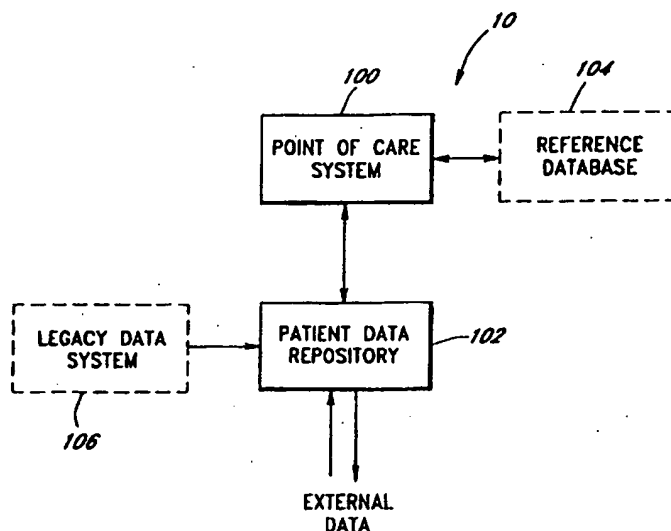 10
100
104
POINT OF CARE
SYSTEM
REFERENCE
DATABASE
LEGACY DATA
SYSTEM
PATIENT DATA
REPOSITORY
102
106
EXTERNAL
DATA